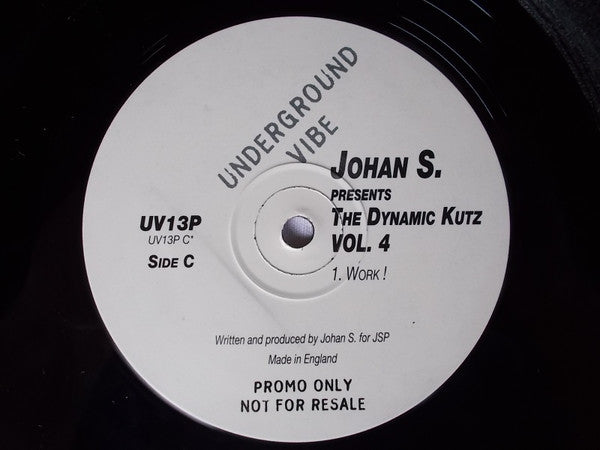 UNDERGROUND
VIBE
JOHAN S.
PRESENTS
THE DYNAMIC KUTZ
VOL. 4
1. WORK !
UV13P
UV13P C*
SIDE C
Written and produced by Johan S. for JSP
Made in England
PROMO ONLY
NOT FOR RESALE